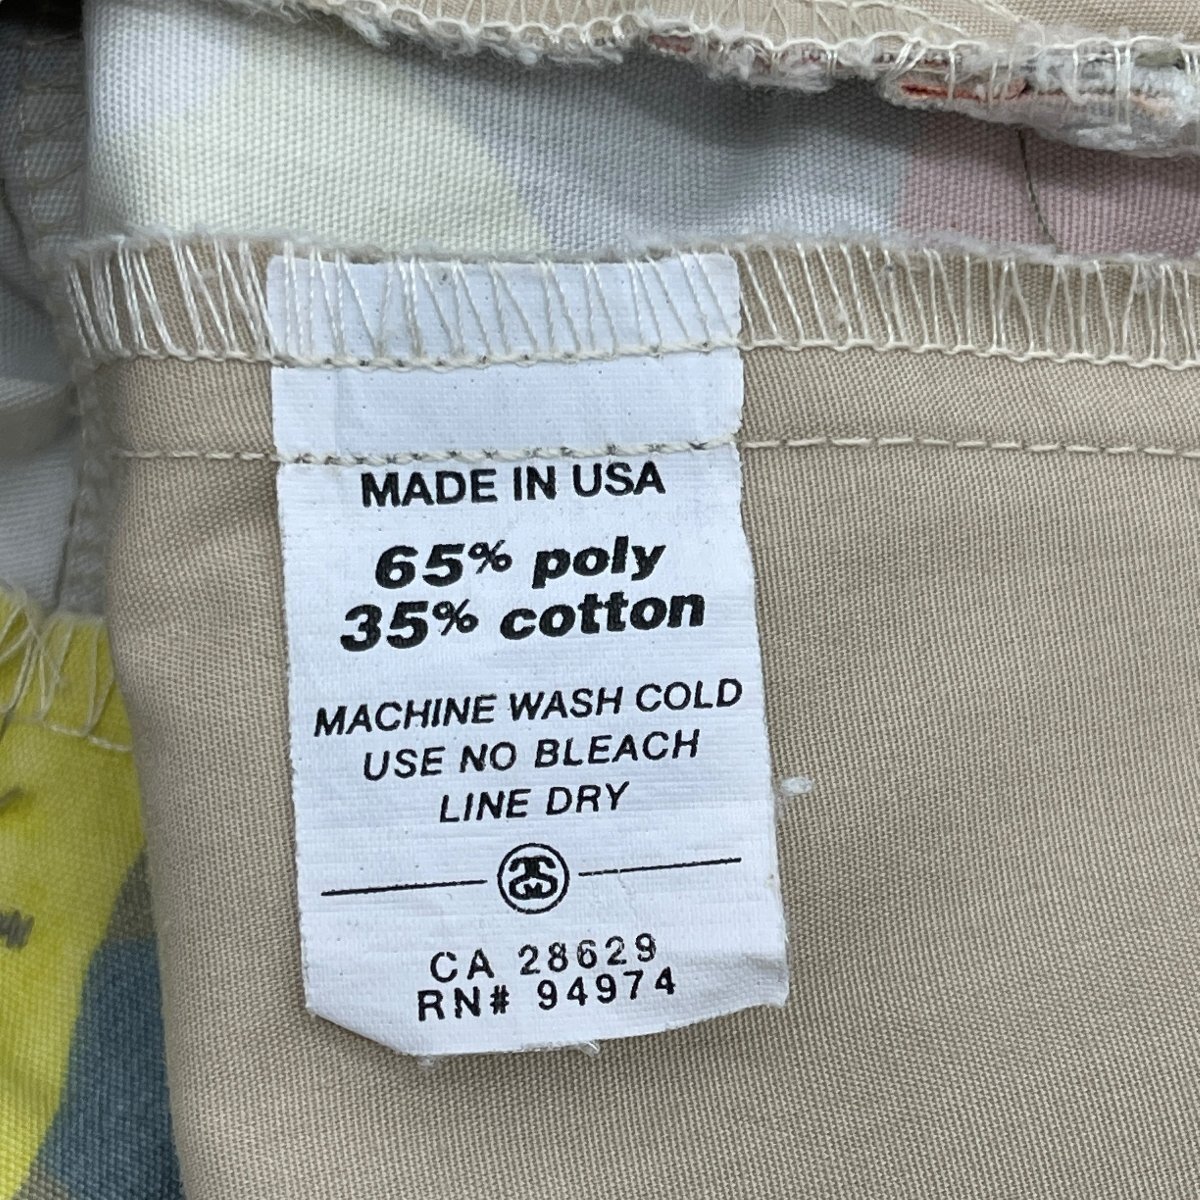 MADE IN USA
65% poly
35% cotton
MACHINE WASH COLD
USE NO BLEACH
LINE DRY
CA 28629
RN# 94974